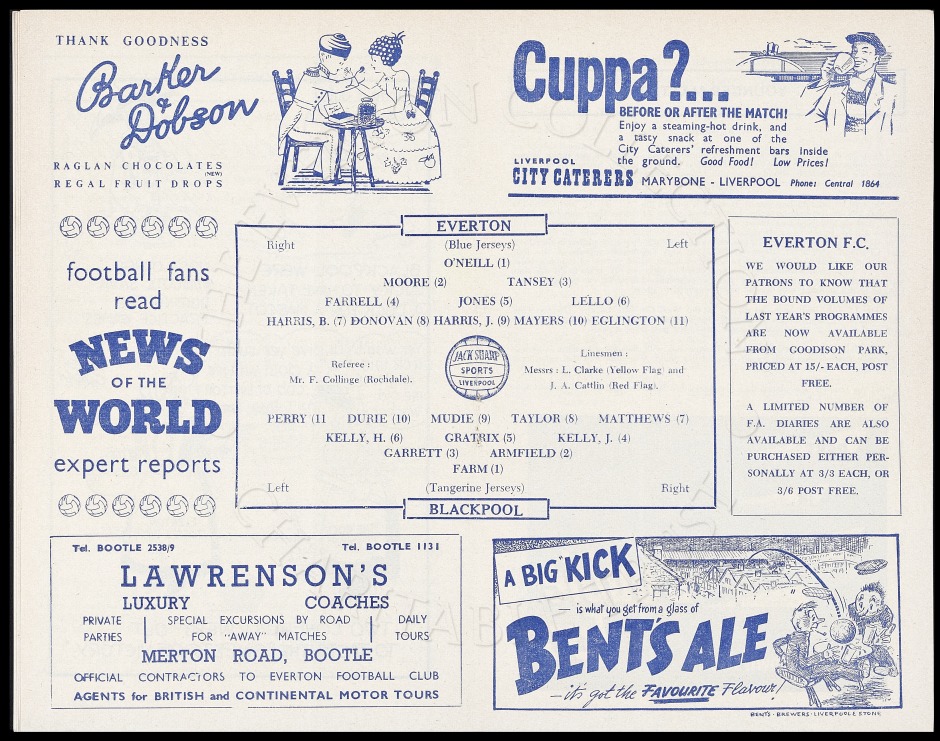 THANK GOODNESS
Barker
&
Dobson
RAGLAN CHOCOLATES
(NEW)
REGAL FRUIT DROPS
Cuppa?...
BEFORE OR AFTER THE MATCH!
Enjoy a steaming-hot drink, and
a tasty snack at one of the
City Caterers' refreshment bars inside
the ground. Good Food! Low Prices!
LIVERPOOL
CITY CATERERS MARYBONE - LIVERPOOL Phone: Central 1864
football fans
read
NEWS
OF THE
WORLD
expert reports
EVERTON
Right (Blue Jerseys) Left
O'NEILL (1)
MOORE (2) TANSEY (3)
FARRELL (4) JONES (5) LELLO (6)
HARRIS, B. (7) DONOVAN (8) HARRIS, J. (9) MAYERS (10) EGLINGTON (11)
Referee :
Mr. F. Collinge (Rochdale).
JACK SHARP
SPORTS
LIVERPOOL
Linesmen :
Messrs : L. Clarke (Yellow Flag) and
J. A. Cattlin (Red Flag).
PERRY (11 DURIE (10) MUDIE (9) TAYLOR (8) MATTHEWS (7)
KELLY, H. (6) GRATRIX (5) KELLY, J. (4)
GARRETT (3) ARMFIELD (2)
FARM (1)
Left (Tangerine Jerseys) Right
BLACKPOOL
EVERTON F.C.
WE WOULD LIKE OUR
PATRONS TO KNOW THAT
THE BOUND VOLUMES OF
LAST YEAR'S PROGRAMMES
ARE NOW AVAILABLE
FROM GOODISON PARK,
PRICED AT 15/- EACH, POST
FREE.
A LIMITED NUMBER OF
F.A. DIARIES ARE ALSO
AVAILABLE AND CAN BE
PURCHASED EITHER PER-
SONALLY AT 3/3 EACH, OR
3/6 POST FREE.
Tel. BOOTLE 2538/9 Tel. BOOTLE 1131
LAWRENSON'S
LUXURY COACHES
PRIVATE SPECIAL EXCURSIONS BY ROAD DAILY
PARTIES FOR "AWAY" MATCHES TOURS
MERTON ROAD, BOOTLE
OFFICIAL CONTRACTORS TO EVERTON FOOTBALL CLUB
AGENTS for BRITISH and CONTINENTAL MOTOR TOURS
A BIG "KICK
— is what you get from a glass of
BENT'S ALE
— it's got the FAVOURITE Flavour!
BENT'S · BREWERS · LIVERPOOL & STONE